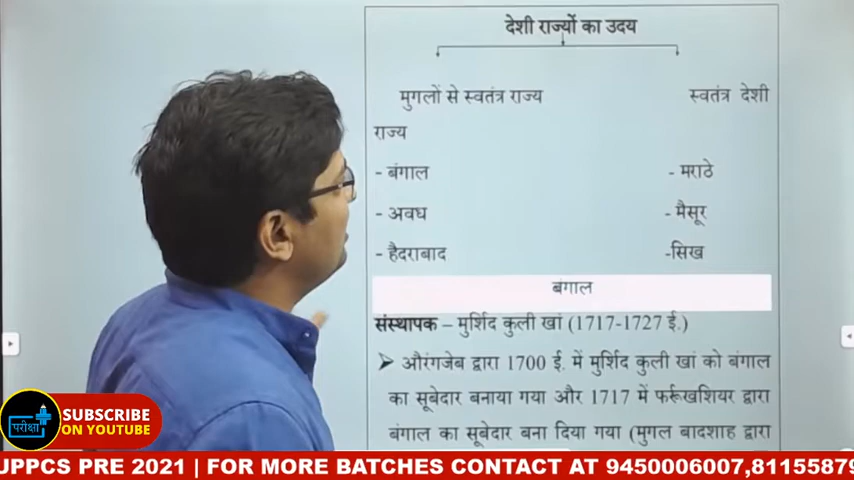 देशी राज्यों का उदय
मुगलों से स्वतंत्र राज्य स्वतंत्र देशी
राज्य
- बंगाल - मराठे
- अवध - मैसूर
- हैदराबाद -सिख
बंगाल
संस्थापक – मुर्शिद कुली खां (1717-1727 ई.)
➤ औरंगजेब द्वारा 1700 ई. में मुर्शिद कुली खां को बंगाल
का सूबेदार बनाया गया और 1717 में फर्रूखशियर द्वारा
बंगाल का सूबेदार बना दिया गया (मुगल बादशाह द्वारा
परीक्षा
SUBSCRIBE
ON YOUTUBE
UPPCS PRE 2021 | FOR MORE BATCHES CONTACT AT 9450006007,81155879